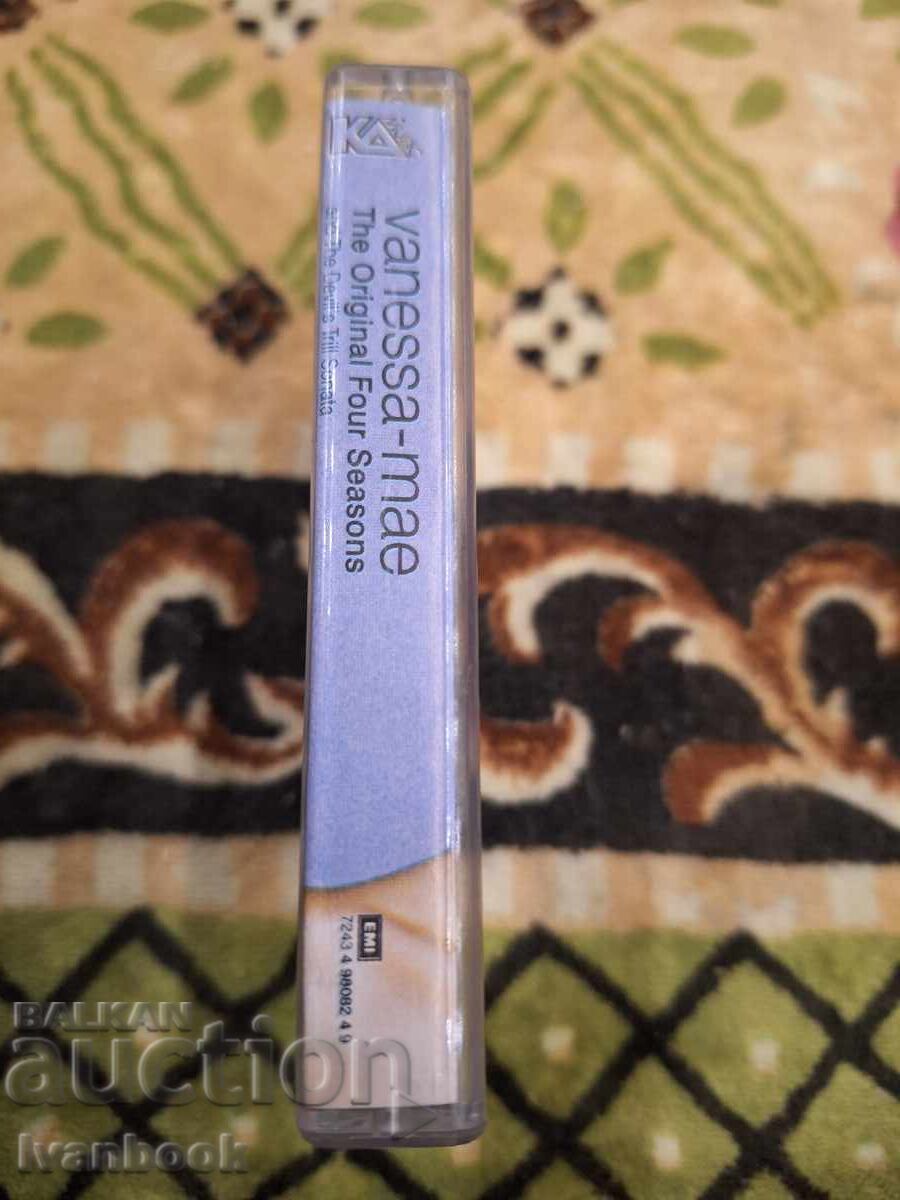 vanessa-mae
The Original Four Seasons
and The Devil's Trill Sonata
EMI
7243 4 98082 4 9
BALKAN
auction
Ivanbook